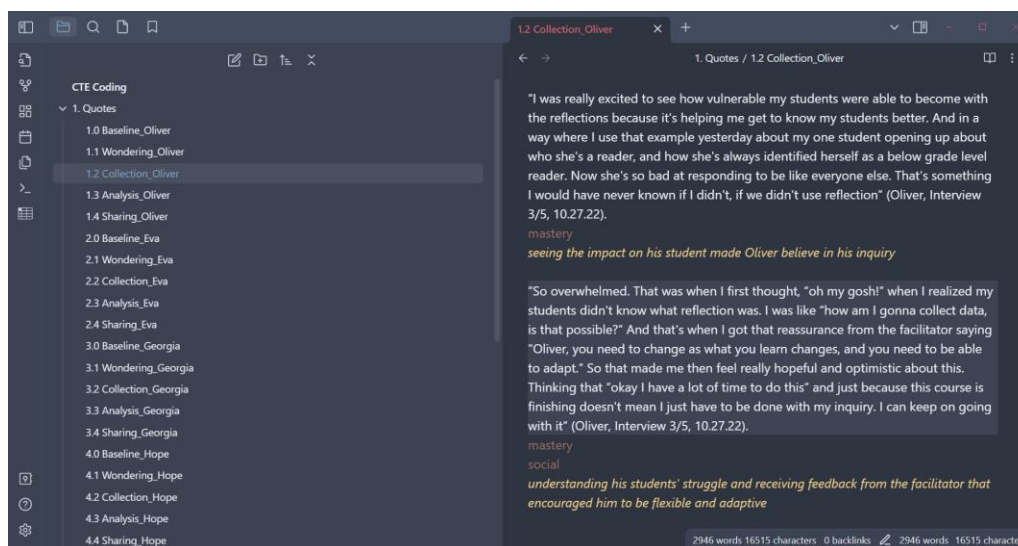 1.2 Collection_Oliver
1. Quotes / 1.2 Collection_Oliver
CTE Coding
1. Quotes
1.0 Baseline_Oliver
1.1 Wondering_Oliver
1.2 Collection_Oliver
1.3 Analysis_Oliver
1.4 Sharing_Oliver
2.0 Baseline_Eva
2.1 Wondering_Eva
2.2 Collection_Eva
2.3 Analysis_Eva
2.4 Sharing_Eva
3.0 Baseline_Georgia
3.1 Wondering_Georgia
3.2 Collection_Georgia
3.3 Analysis_Georgia
3.4 Sharing_Georgia
4.0 Baseline_Hope
4.1 Wondering_Hope
4.2 Collection_Hope
4.3 Analysis_Hope
4.4 Sharing_Hope
"I was really excited to see how vulnerable my students were able to become with
the reflections because it's helping me get to know my students better. And in a
way where I use that example yesterday about my one student opening up about
who she's a reader, and how she's always identified herself as a below grade level
reader. Now she's so bad at responding to be like everyone else. That's something
I would have never known if I didn't, if we didn't use reflection" (Oliver, Interview
3/5, 10.27.22).
mastery
seeing the impact on his student made Oliver believe in his inquiry
"So overwhelmed. That was when I first thought, "oh my gosh!" when I realized my
students didn't know what reflection was. I was like "how am I gonna collect data,
is that possible?" And that's when I got that reassurance from the facilitator saying
"Oliver, you need to change as what you learn changes, and you need to be able
to adapt." So that made me then feel really hopeful and optimistic about this.
Thinking that "okay I have a lot of time to do this" and just because this course is
finishing doesn't mean I just have to be done with my inquiry. I can keep on going
with it" (Oliver, Interview 3/5, 10.27.22).
mastery
social
understanding his students' struggle and receiving feedback from the facilitator that
encouraged him to be flexible and adaptive
2946 words 16515 characters 0 backlinks 2946 words 16515 characte